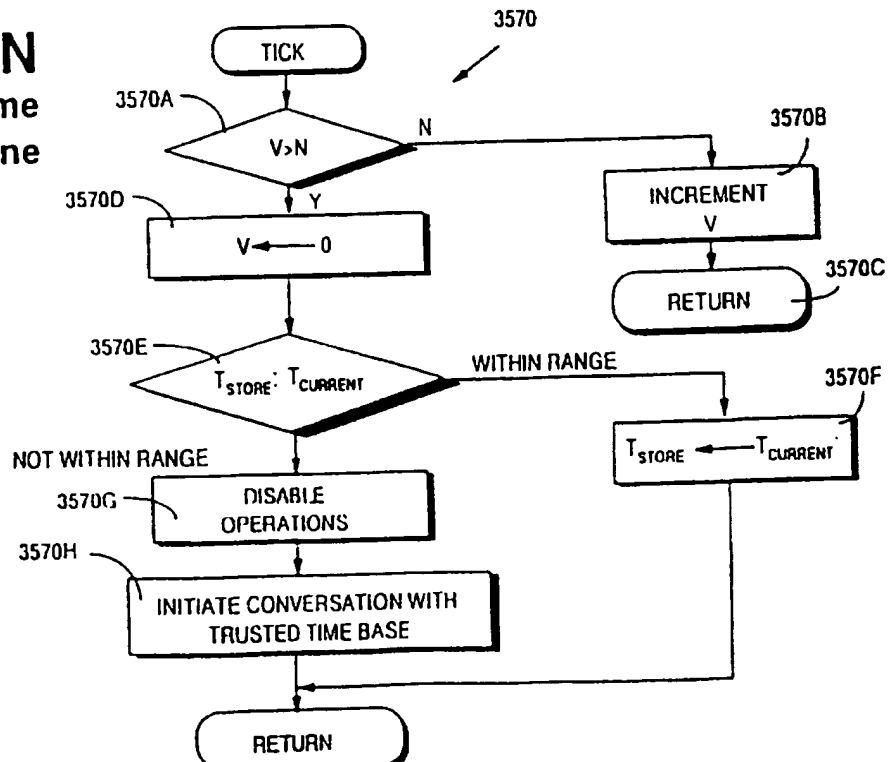 N
me
ne
3570
TICK
3570A
V>N
N
3570B
INCREMENT
V
Y
3570D
V ← 0
RETURN
3570C
3570E
T_STORE : T_CURRENT
WITHIN RANGE
3570F
T_STORE ← T_CURRENT
NOT WITHIN RANGE
3570G
DISABLE
OPERATIONS
3570H
INITIATE CONVERSATION WITH
TRUSTED TIME BASE
RETURN